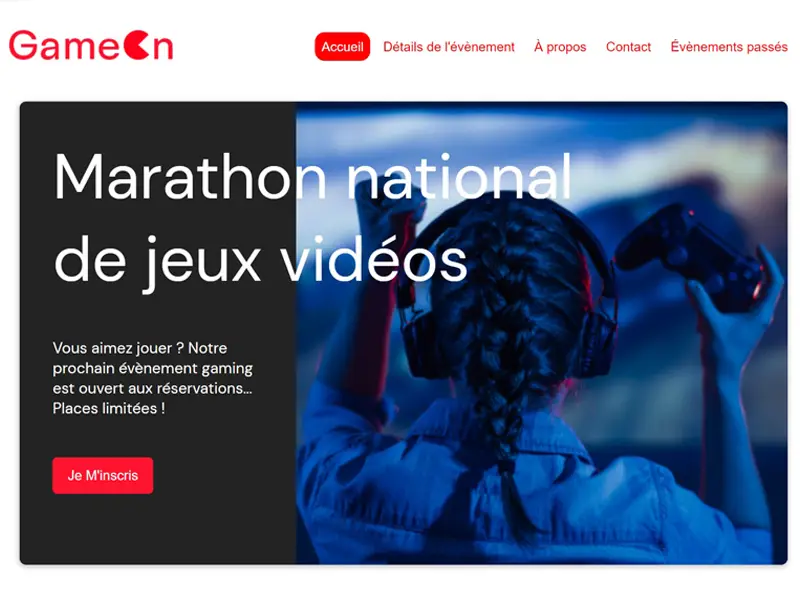 GameOn
Accueil Détails de l'évènement À propos Contact Évènements passés
Marathon national
de jeux vidéos
Vous aimez jouer ? Notre
prochain évènement gaming
est ouvert aux réservations...
Places limitées !
Je M'inscris